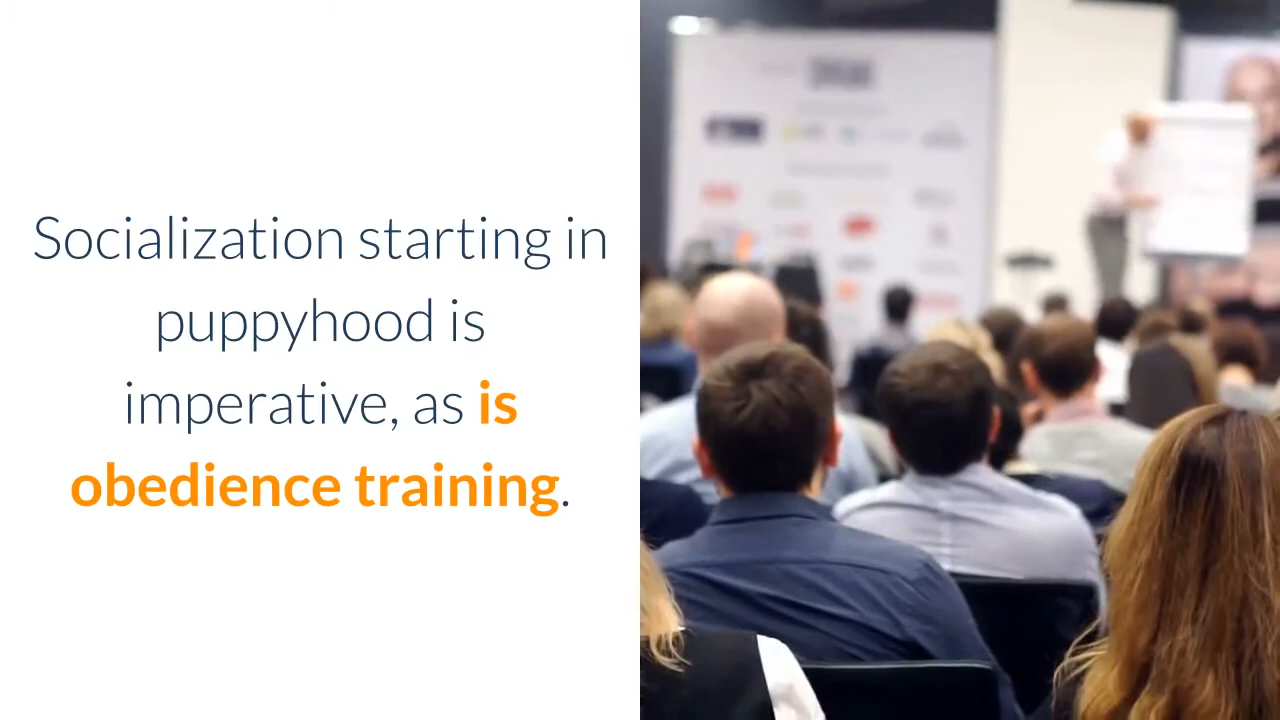 Socialization starting in
puppyhood is
imperative, as is
obedience training.